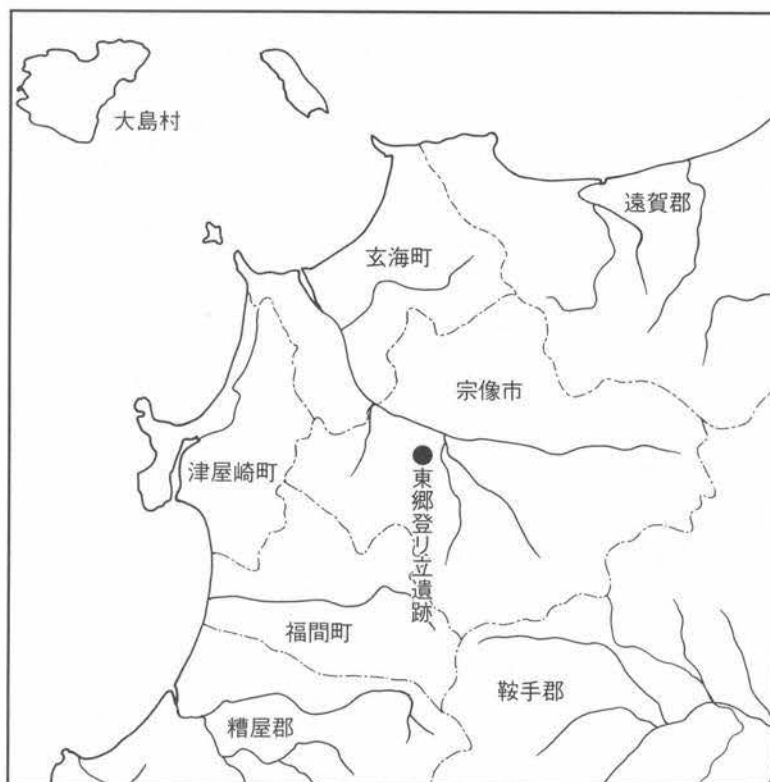 大島村
遠賀郡
玄海町
宗像市
津屋崎町
東郷登り立遺跡
福間町
鞍手郡
糟屋郡